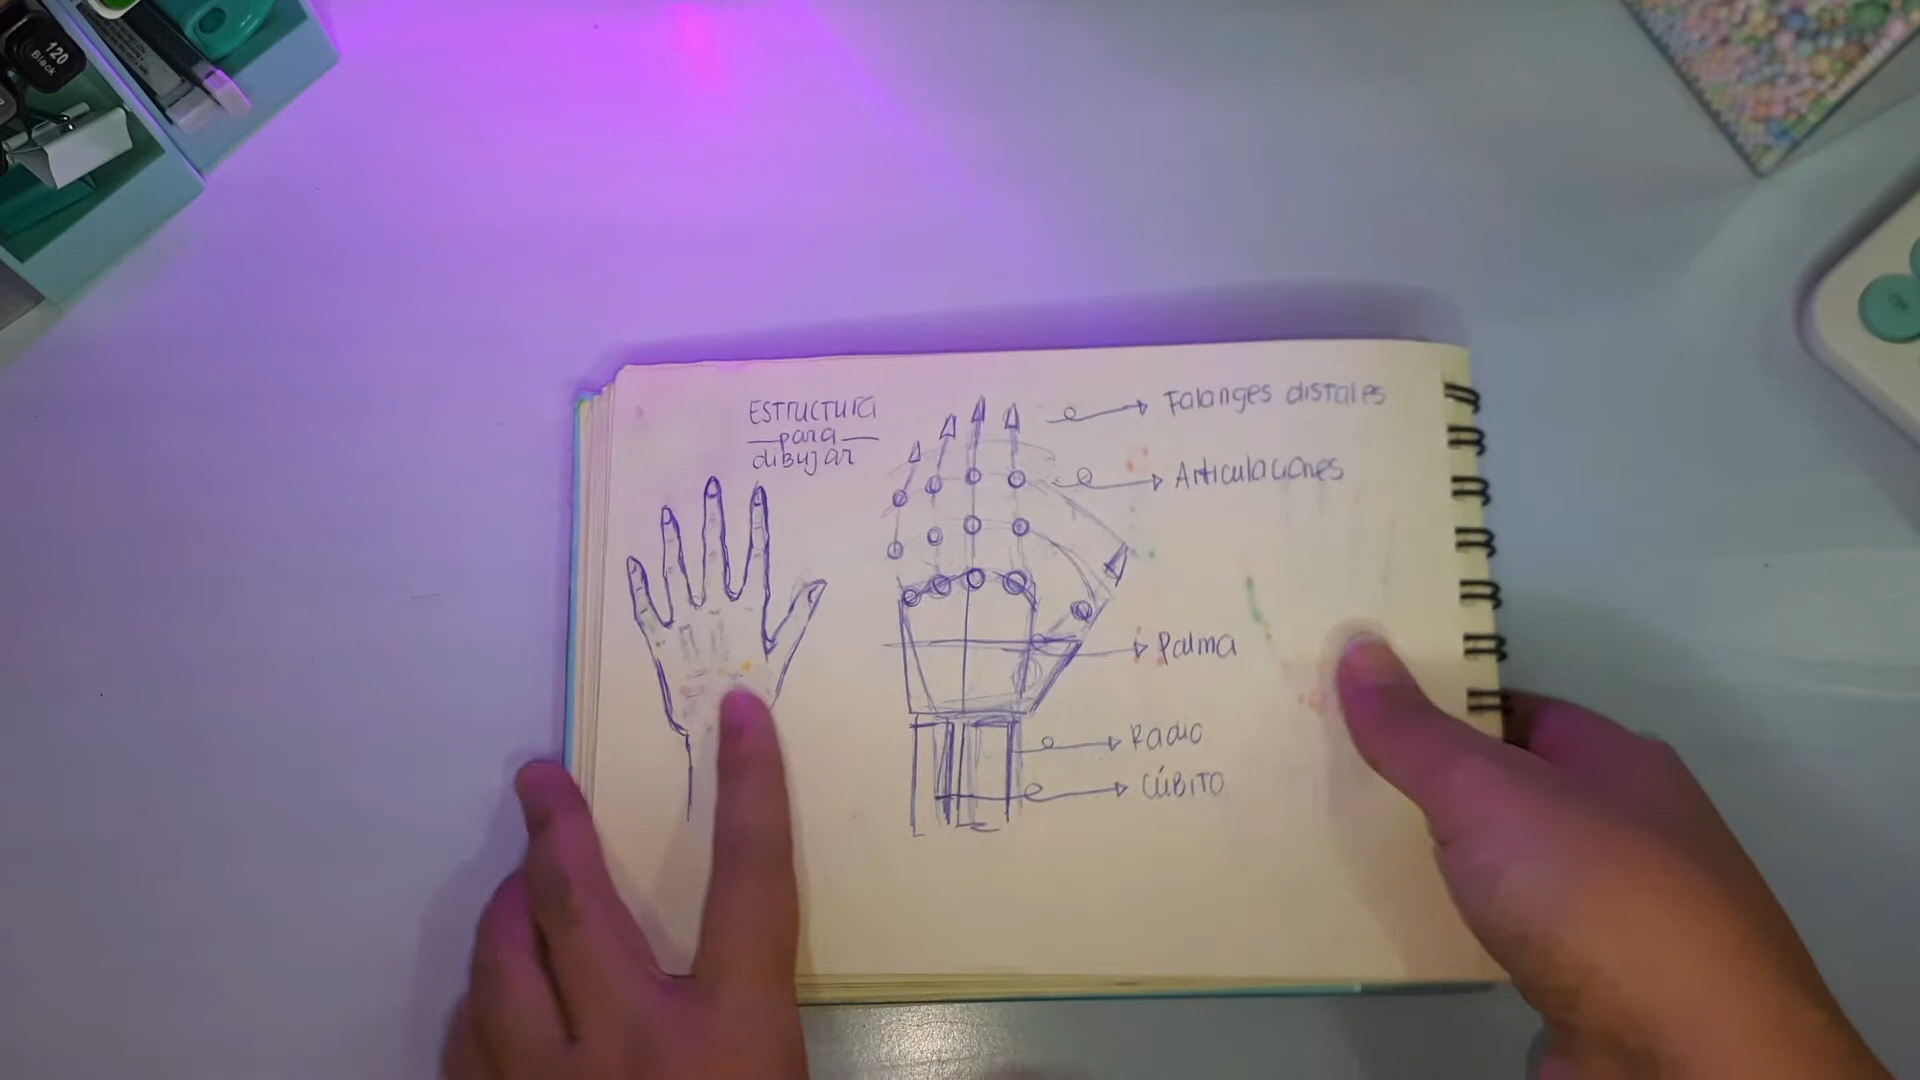 120
Black
ESTRUCTURA
para
dibujar
Falanges distales
Articulaciones
Palma
Radio
CÚBITO